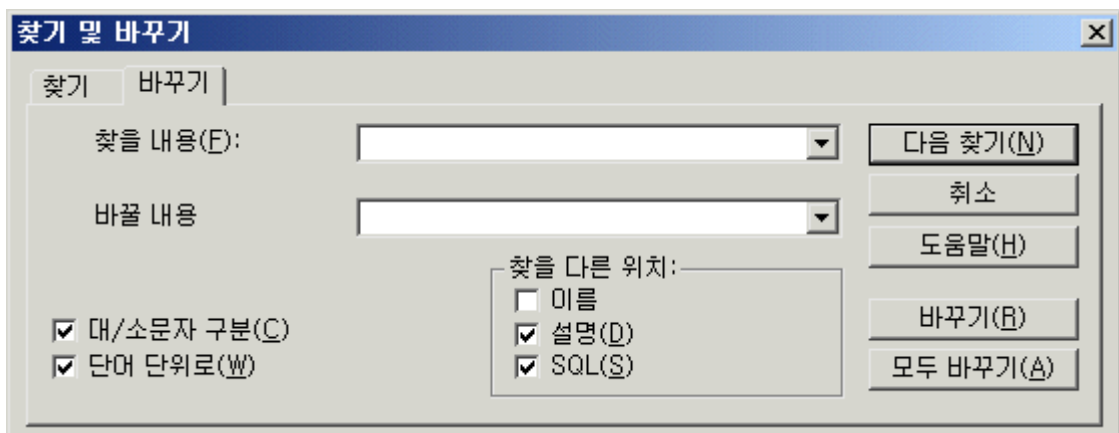 찾기 및 바꾸기
찾기 바꾸기
찾을 내용(F): 다음 찾기(N)
취소
바꿀 내용
도움말(H)
찾을 다른 위치:
이름
바꾸기(R)
대/소문자 구분(C) 설명(D)
단어 단위로(W) SQL(S) 모두 바꾸기(A)